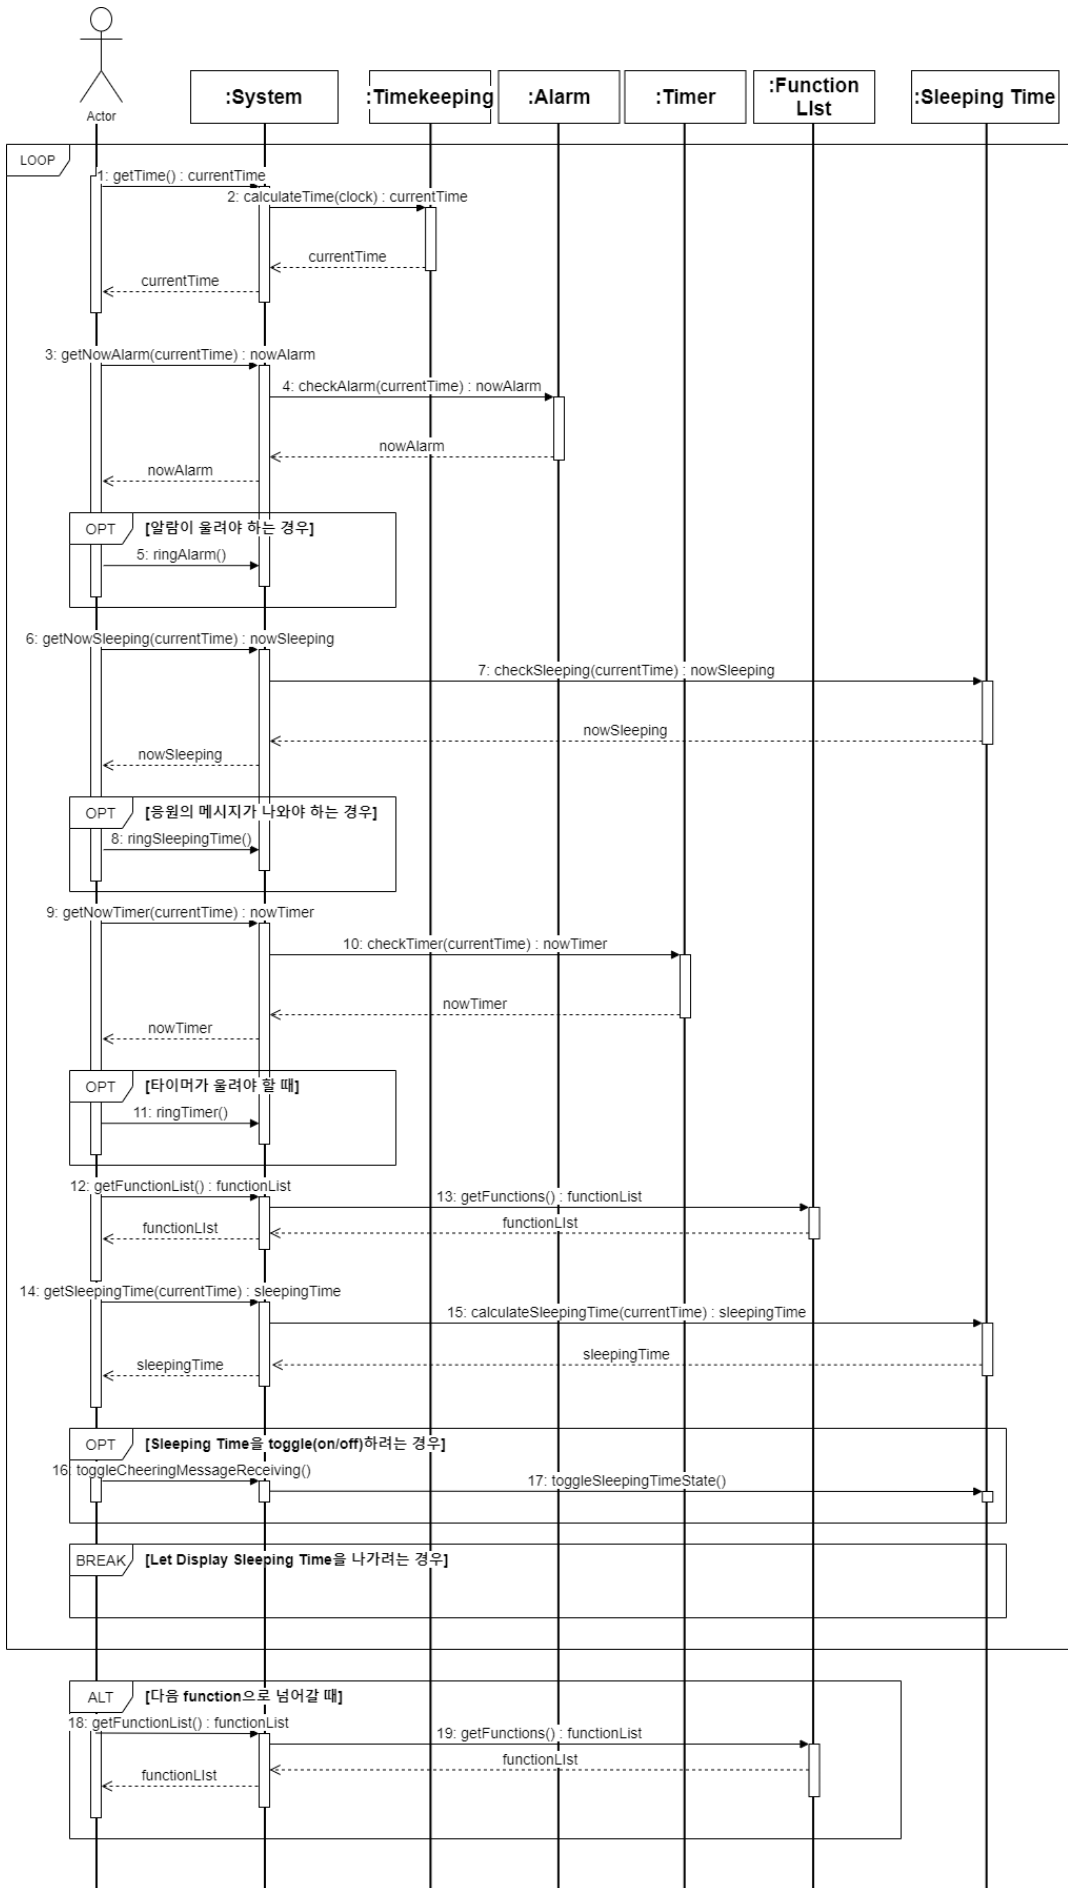 Actor
:System
:Timekeeping
:Alarm
:Timer
:Function
LIst
:Sleeping Time
LOOP
1: getTime() : currentTime
2: calculateTime(clock) : currentTime
currentTime
currentTime
3: getNowAlarm(currentTime) : nowAlarm
4: checkAlarm(currentTime) : nowAlarm
nowAlarm
nowAlarm
OPT
[알람이 울려야 하는 경우]
5: ringAlarm()
6: getNowSleeping(currentTime) : nowSleeping
7: checkSleeping(currentTime) : nowSleeping
nowSleeping
nowSleeping
OPT
[응원의 메시지가 나와야 하는 경우]
8: ringSleepingTime()
9: getNowTimer(currentTime) : nowTimer
10: checkTimer(currentTime) : nowTimer
nowTimer
nowTimer
OPT
[타이머가 울려야 할 때]
11: ringTimer()
12: getFunctionList() : functionList
13: getFunctions() : functionList
functionLIst
functionLIst
14: getSleepingTime(currentTime) : sleepingTime
15: calculateSleepingTime(currentTime) : sleepingTime
sleepingTime
sleepingTime
OPT
[Sleeping Time을 toggle(on/off)하려는 경우]
16: toggleCheeringMessageReceiving()
17: toggleSleepingTimeState()
BREAK
[Let Display Sleeping Time을 나가려는 경우]
ALT
[다음 function으로 넘어갈 때]
18: getFunctionList() : functionList
19: getFunctions() : functionList
functionLIst
functionLIst